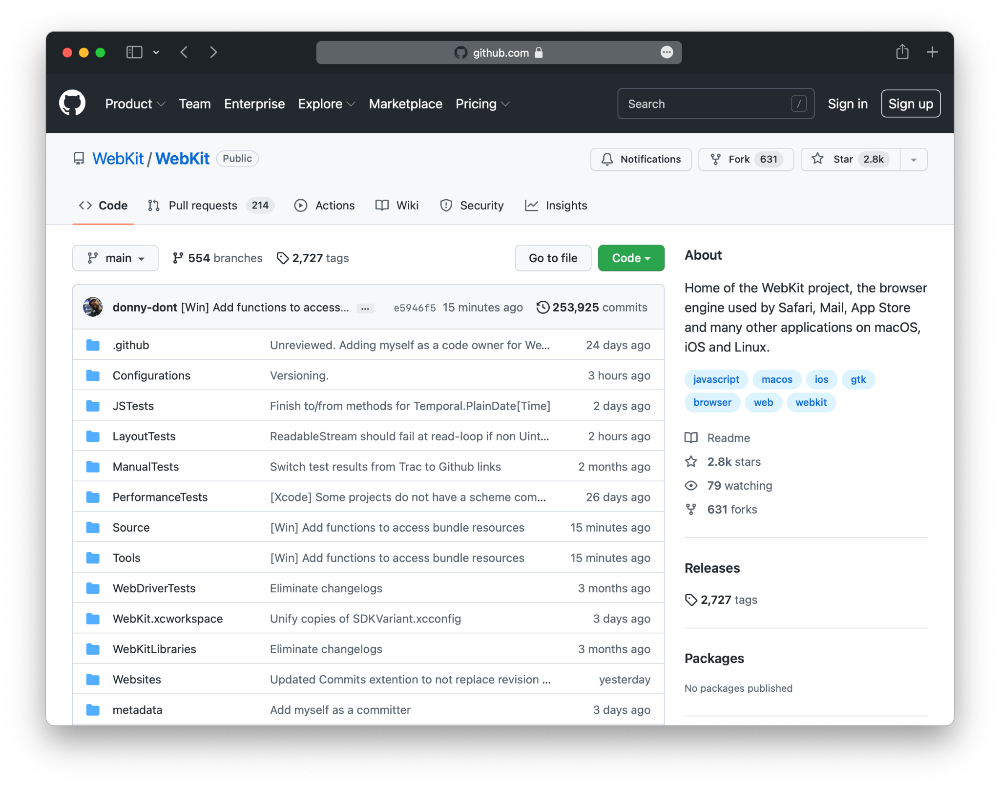 github.com
Product Team Enterprise Explore Marketplace Pricing Search / Sign in Sign up
WebKit / WebKit Public Notifications Fork 631 Star 2.8k
Code Pull requests 214 Actions Wiki Security Insights
main 554 branches 2,727 tags Go to file Code
donny-dont [Win] Add functions to access... ... e5946f5 15 minutes ago 253,925 commits
.github Unreviewed. Adding myself as a code owner for We... 24 days ago
Configurations Versioning. 3 hours ago
JSTests Finish to/from methods for Temporal.PlainDate[Time] 2 days ago
LayoutTests ReadableStream should fail at read-loop if non Uint... 2 hours ago
ManualTests Switch test results from Trac to Github links 2 months ago
PerformanceTests [Xcode] Some projects do not have a scheme com... 26 days ago
Source [Win] Add functions to access bundle resources 15 minutes ago
Tools [Win] Add functions to access bundle resources 15 minutes ago
WebDriverTests Eliminate changelogs 3 months ago
WebKit.xcworkspace Unify copies of SDKVariant.xcconfig 3 days ago
WebKitLibraries Eliminate changelogs 3 months ago
Websites Updated Commits extention to not replace revision ... yesterday
metadata Add myself as a committer 3 days ago
About
Home of the WebKit project, the browser
engine used by Safari, Mail, App Store
and many other applications on macOS,
iOS and Linux.
javascript macos ios gtk
browser web webkit
Readme
2.8k stars
79 watching
631 forks
Releases
2,727 tags
Packages
No packages published